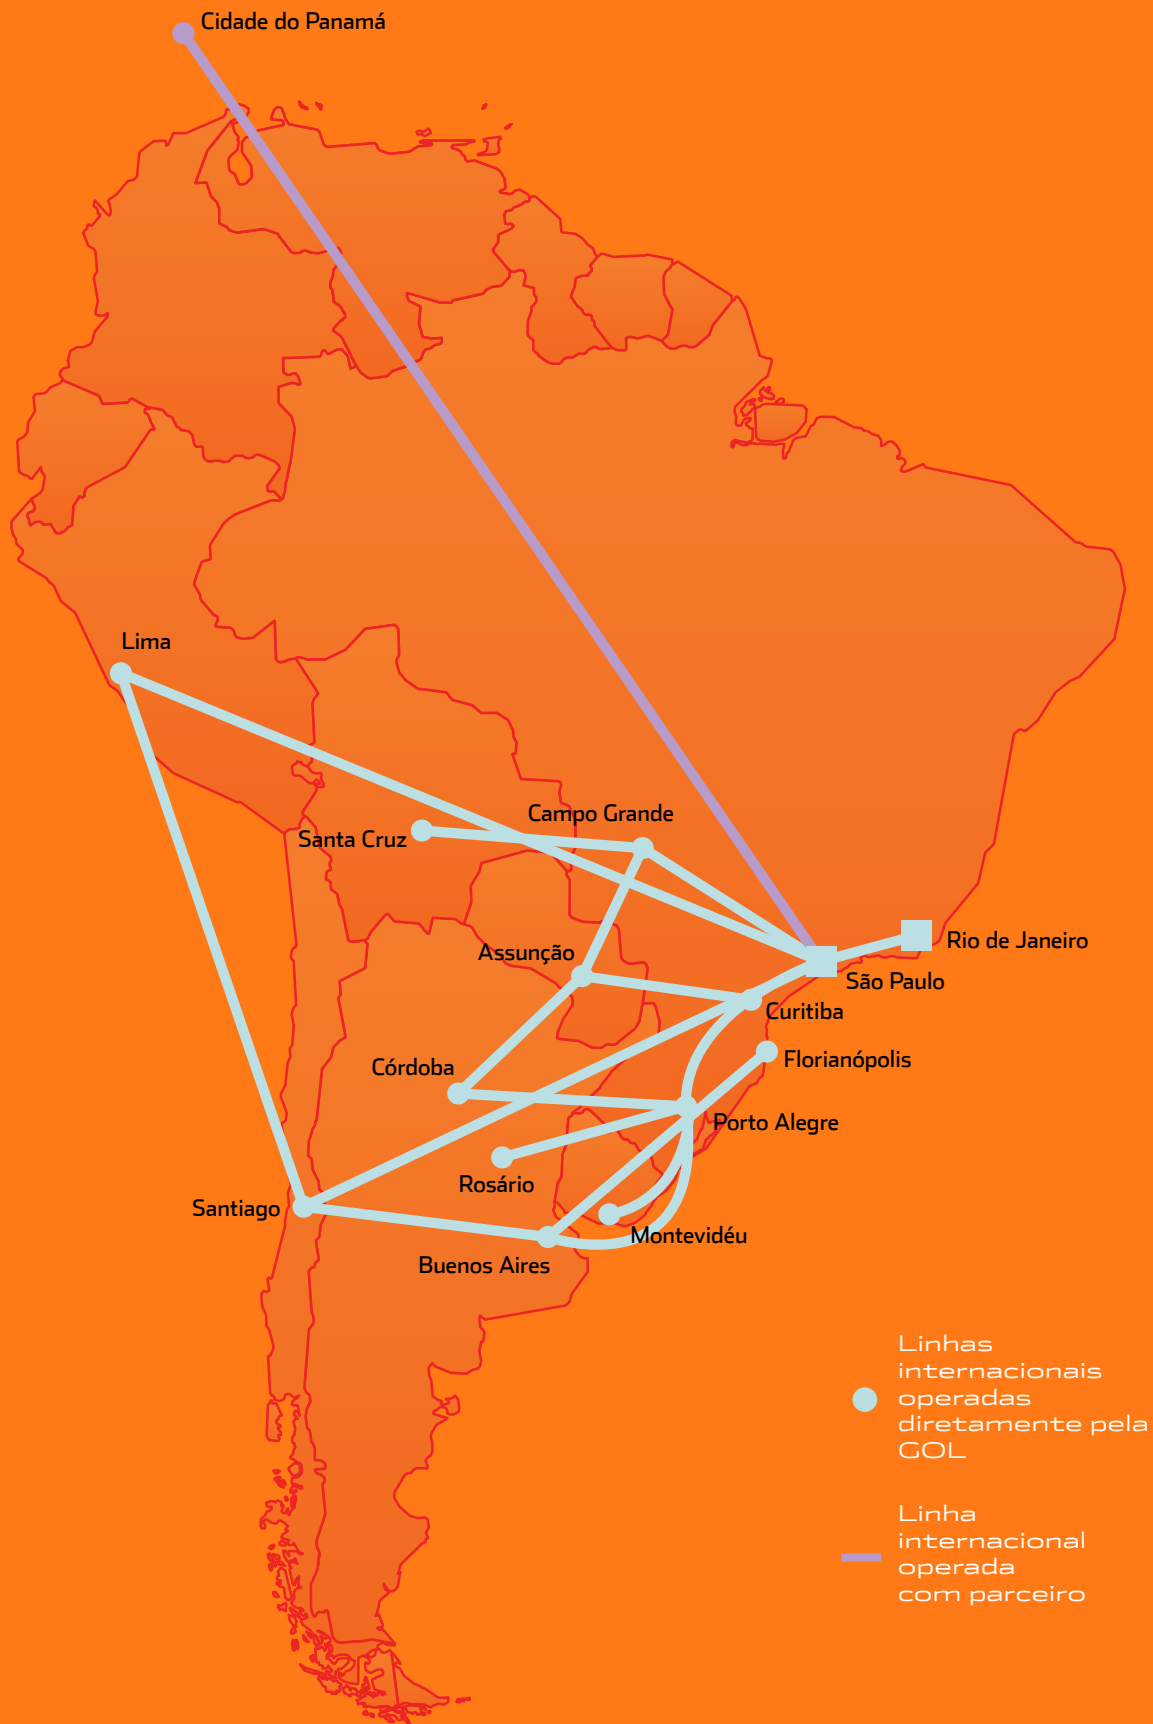 Cidade do Panamá
Lima
Campo Grande
Santa Cruz
Rio de Janeiro
Assunção
São Paulo
Curitiba
Florianópolis
Córdoba
Porto Alegre
Rosário
Santiago
Montevidéu
Buenos Aires
Linhas
internacionais
operadas
diretamente pela
GOL
Linha
internacional
operada
com parceiro